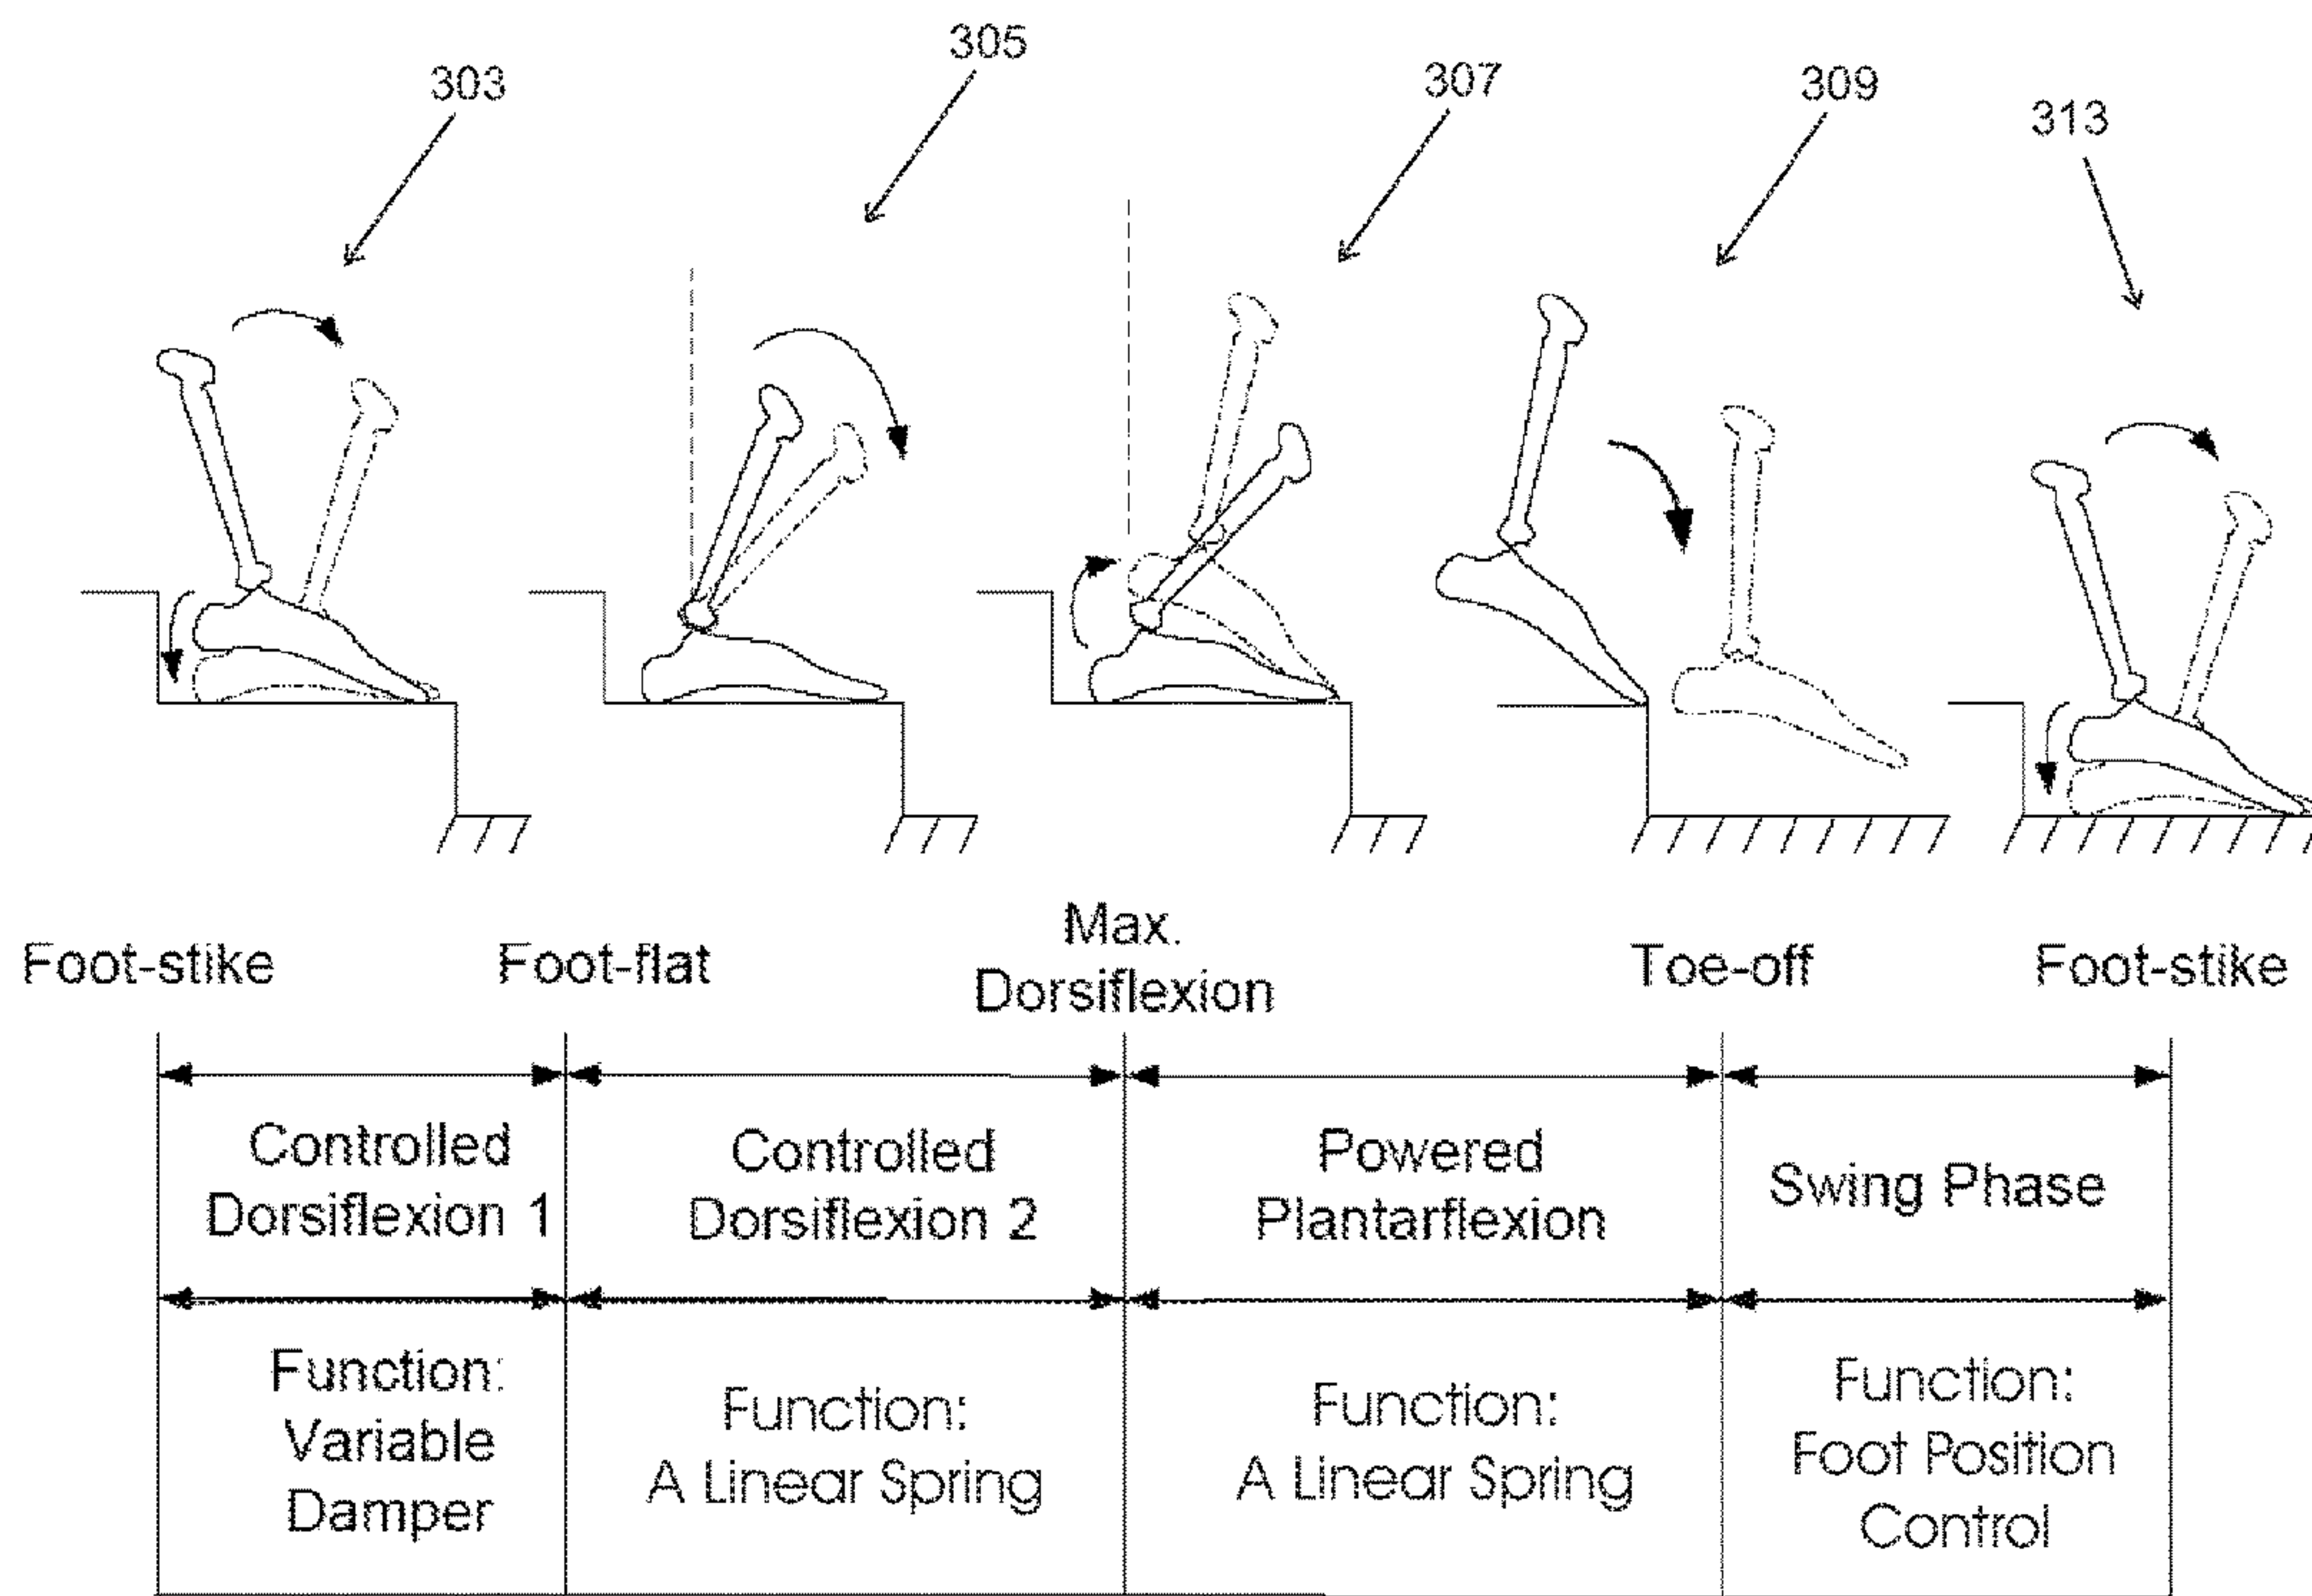 303
305
307
309
313
Foot-stike
Foot-flat
Max.
Dorsiflexion
Toe-off
Foot-stike
Controlled
Dorsiflexion 1
Controlled
Dorsiflexion 2
Powered
Plantarflexion
Swing Phase
Function:
Variable
Damper
Function:
A Linear Spring
Function:
A Linear Spring
Function:
Foot Position
Control